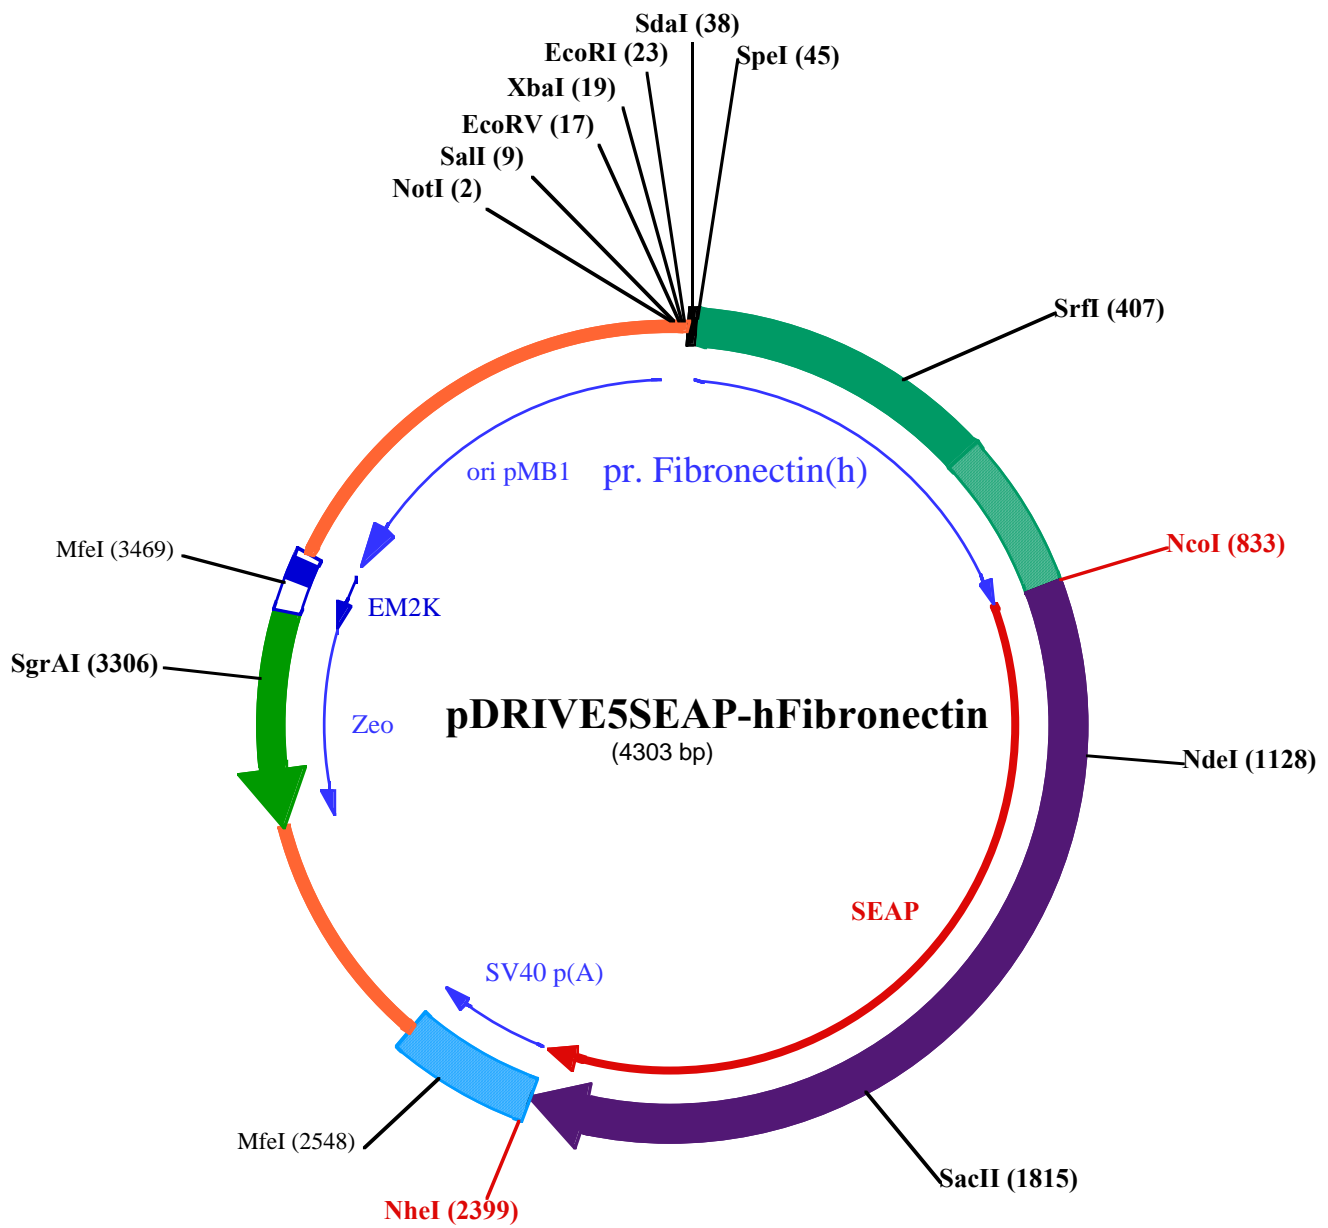 SdaI (38)
EcoRI (23)
SpeI (45)
XbaI (19)
EcoRV (17)
SalI (9)
NotI (2)
SrfI (407)
ori pMB1
pr. Fibronectin(h)
MfeI (3469)
NcoI (833)
EM2K
SgrAI (3306)
Zeo
pDRIVE5SEAP-hFibronectin
(4303 bp)
NdeI (1128)
SEAP
SV40 p(A)
MfeI (2548)
SacII (1815)
NheI (2399)